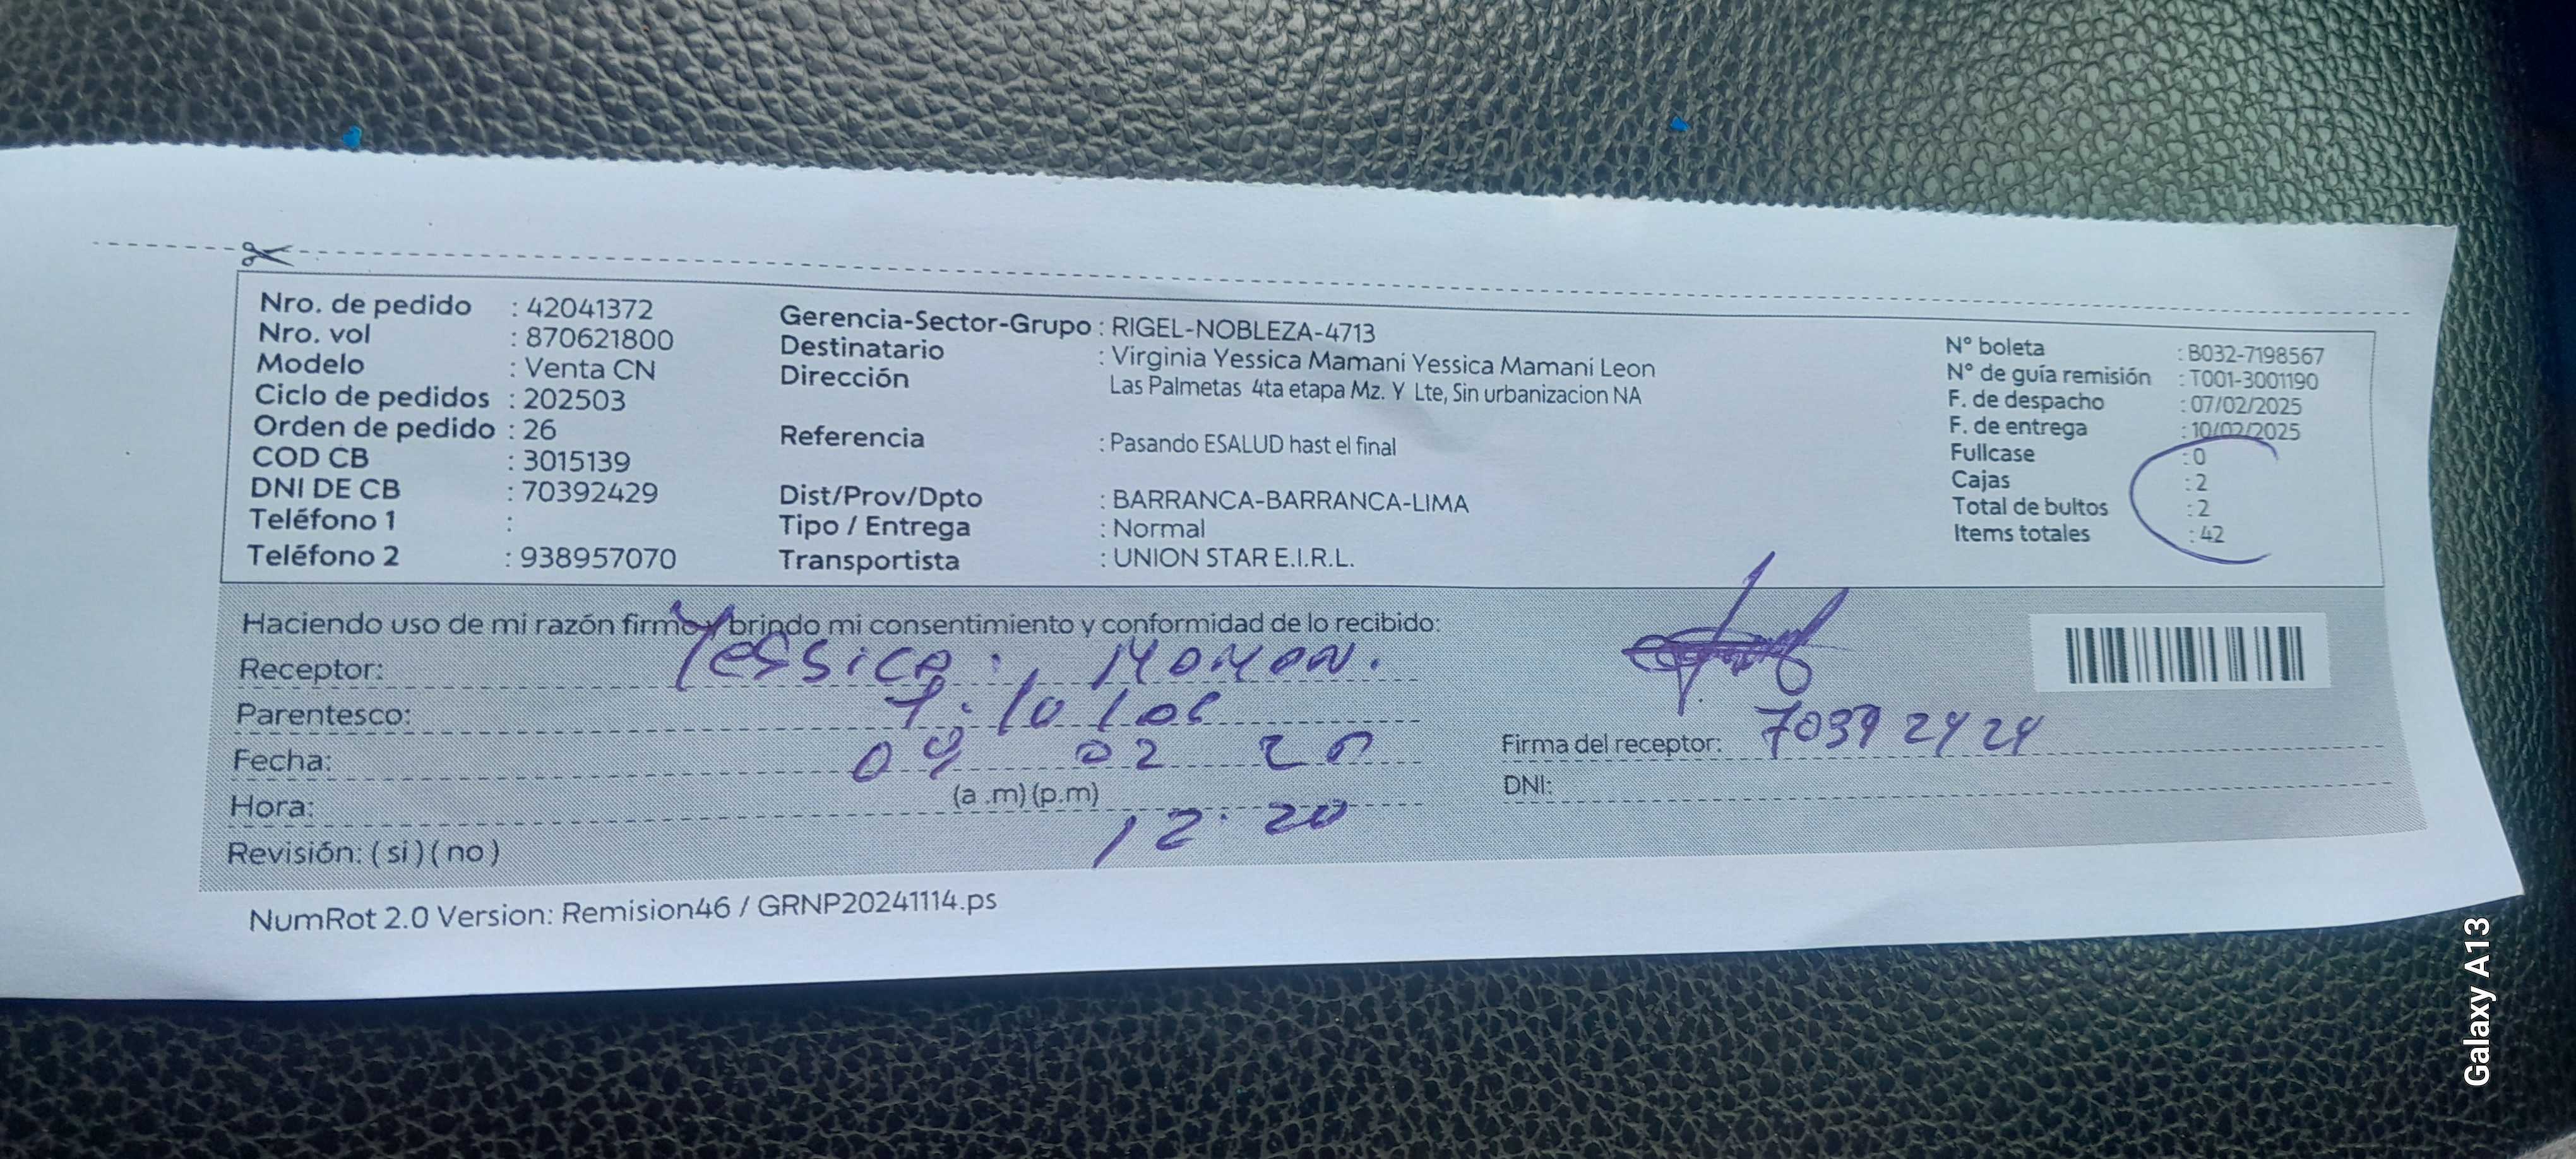 Nro. de pedido : 42041372
Nro. vol : 870621800
Modelo : Venta CN
Ciclo de pedidos : 202503
Orden de pedido : 26
COD CB : 3015139
DNI DE CB : 70392429
Teléfono 1 :
Teléfono 2 : 938957070
Gerencia-Sector-Grupo : RIGEL-NOBLEZA-4713
Destinatario : Virginia Yessica Mamani Yessica Mamani Leon
Dirección Las Palmetas 4ta etapa Mz. Y Lte, Sin urbanizacion NA
Referencia : Pasando ESALUD hast el final
Dist/Prov/Dpto : BARRANCA-BARRANCA-LIMA
Tipo / Entrega : Normal
Transportista : UNION STAR E.I.R.L.
N° boleta : B032-7198567
N° de guía remisión : T001-3001190
F. de despacho : 07/02/2025
F. de entrega : 10/02/2025
Fullcase : 0
Cajas : 2
Total de bultos : 2
Items totales : 42
Haciendo uso de mi razón firmo y brindo mi consentimiento y conformidad de lo recibido:
Receptor: Yessica
Parentesco:
Fecha: 09 02 25
Hora: (a .m) (p.m) 12:20
Revisión: ( si ) ( no )
Firma del receptor: 70392429
DNI:
NumRot 2.0 Version: Remision46 / GRNP20241114.ps
Galaxy A13